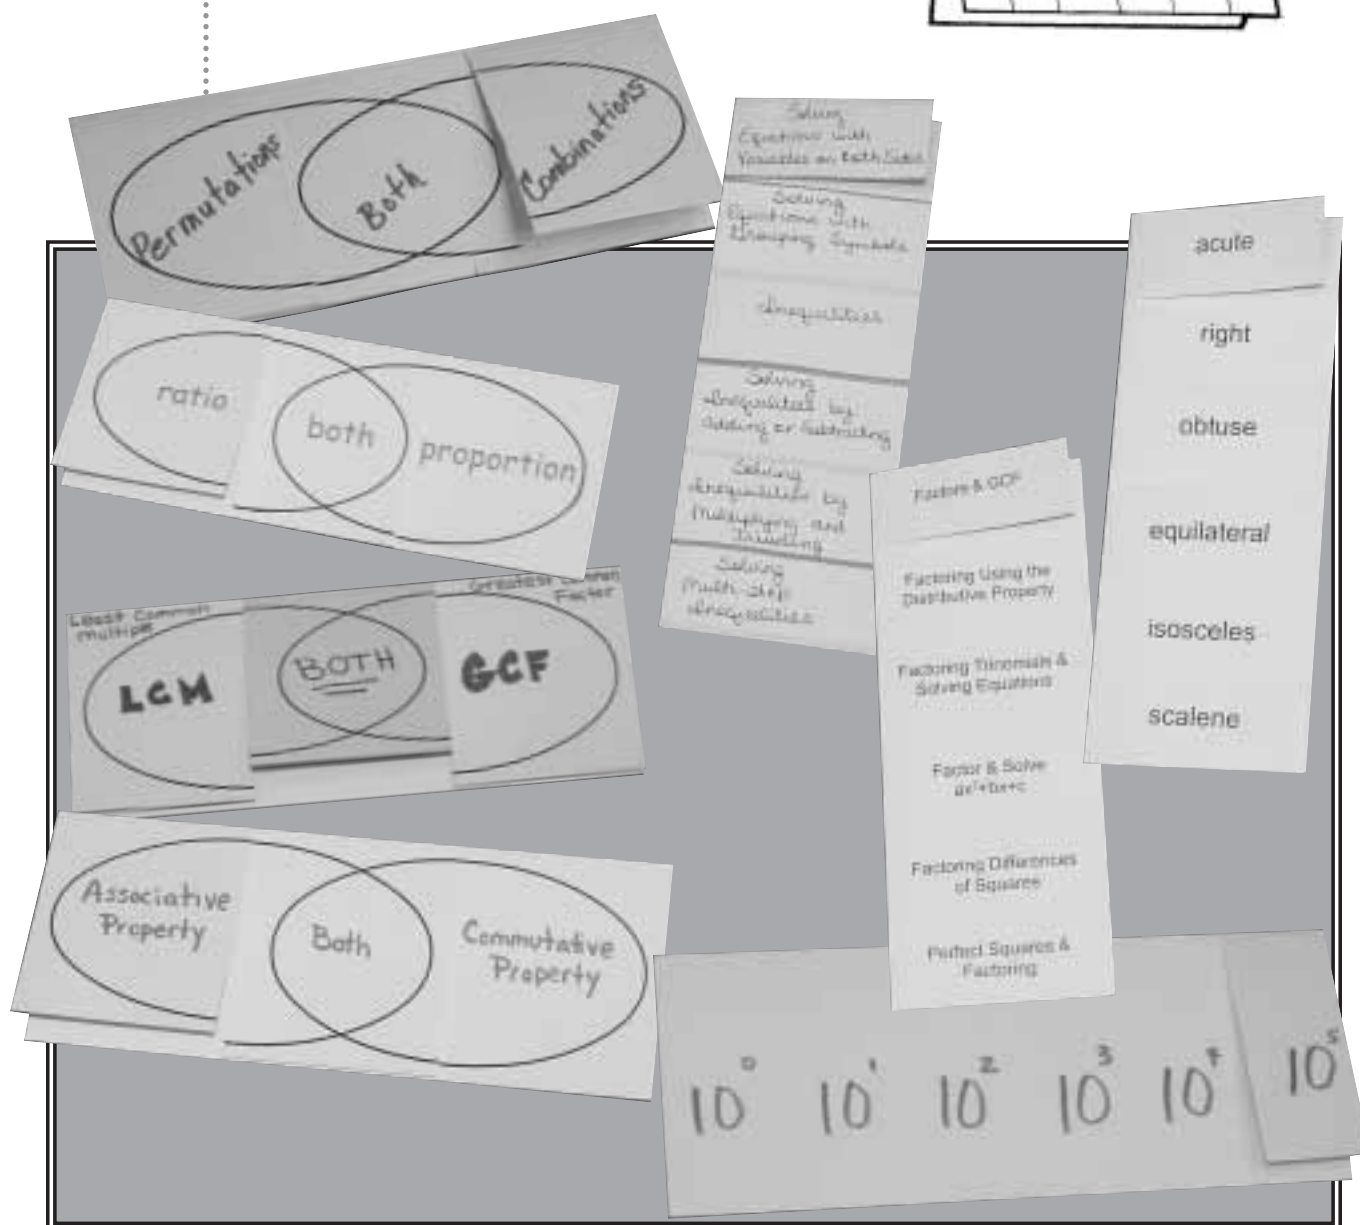 Permutations
Both
Combinations
ratio
both
proportion
Least Common
Multiple
Greatest Common
Factor
LCM
BOTH
GCF
Associative
Property
Both
Commutative
Property
Solving
Equations with
Variables on Both Sides
Solving
Equations with
Grouping Symbols
Inequalities
Solving
Inequalities by
Adding or Subtracting
Solving
Inequalities by
Multiplying and
Dividing
Solving
Multi-Step
Inequalities
Factors & GCF
Factoring Using the
Distributive Property
Factoring Trinomials &
Solving Equations
Factor & Solve
ax²+bx+c
Factoring Differences
of Squares
Perfect Squares &
Factoring
acute
right
obtuse
equilateral
isosceles
scalene
10⁰ 10¹ 10² 10³ 10⁴ 10⁵